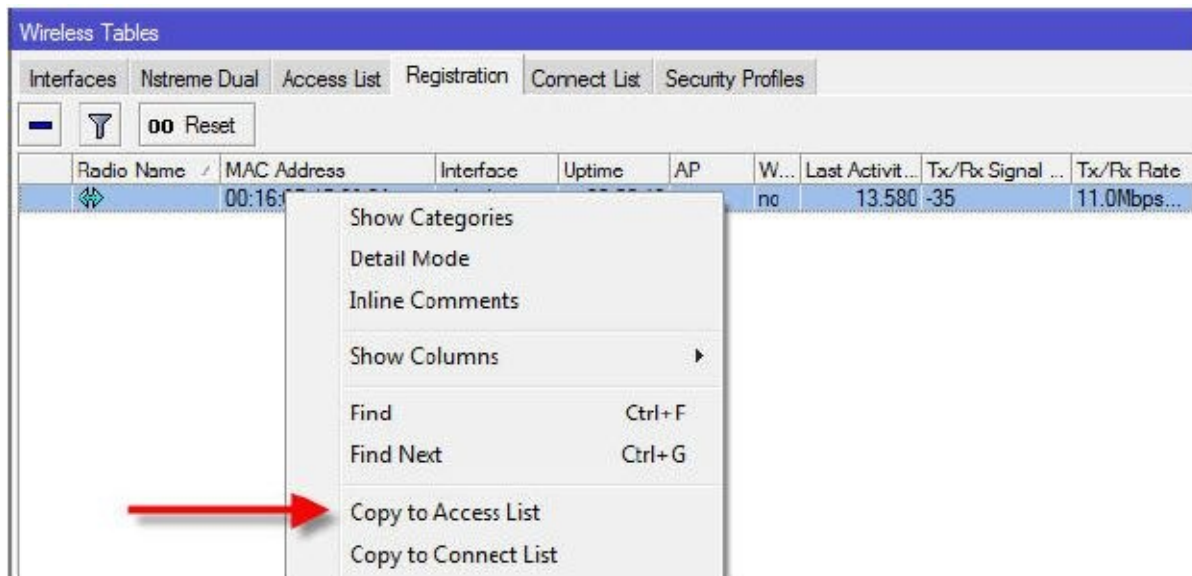 Wireless Tables
Interfaces Nstreme Dual Access List Registration Connect List Security Profiles
00 Reset
Radio Name MAC Address Interface Uptime AP W... Last Activit... Tx/Rx Signal ... Tx/Rx Rate
00:16: no 13.580 -35 11.0Mbps...
Show Categories
Detail Mode
Inline Comments
Show Columns
Find Ctrl+F
Find Next Ctrl+G
Copy to Access List
Copy to Connect List